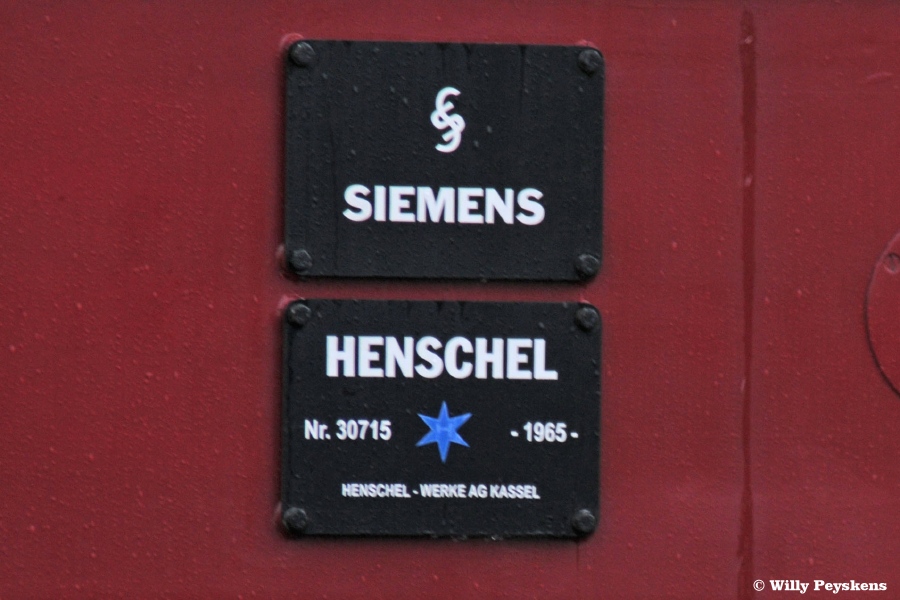 SIEMENS
HENSCHEL
Nr. 30715 - 1965 -
HENSCHEL - WERKE AG KASSEL
© Willy Peyskens